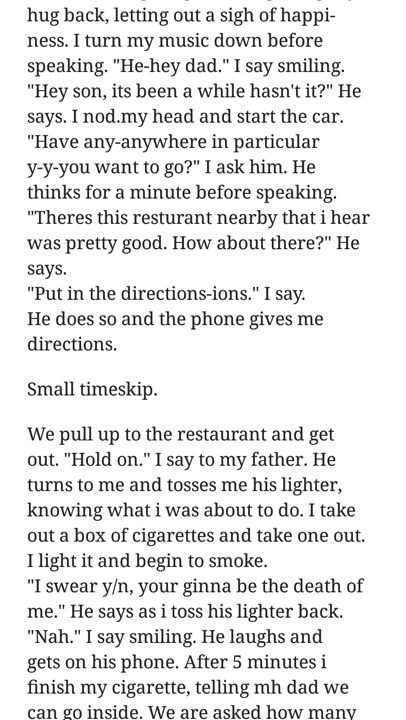 hug back, letting out a sigh of happi-
ness. I turn my music down before
speaking. "He-hey dad." I say smiling.
"Hey son, its been a while hasn't it?" He
says. I nod.my head and start the car.
"Have any-anywhere in particular
y-y-you want to go?" I ask him. He
thinks for a minute before speaking.
"Theres this resturant nearby that i hear
was pretty good. How about there?" He
says.
"Put in the directions-ions." I say.
He does so and the phone gives me
directions.
Small timeskip.
We pull up to the restaurant and get
out. "Hold on." I say to my father. He
turns to me and tosses me his lighter,
knowing what i was about to do. I take
out a box of cigarettes and take one out.
I light it and begin to smoke.
"I swear y/n, your ginna be the death of
me." He says as i toss his lighter back.
"Nah." I say smiling. He laughs and
gets on his phone. After 5 minutes i
finish my cigarette, telling mh dad we
can go inside. We are asked how many